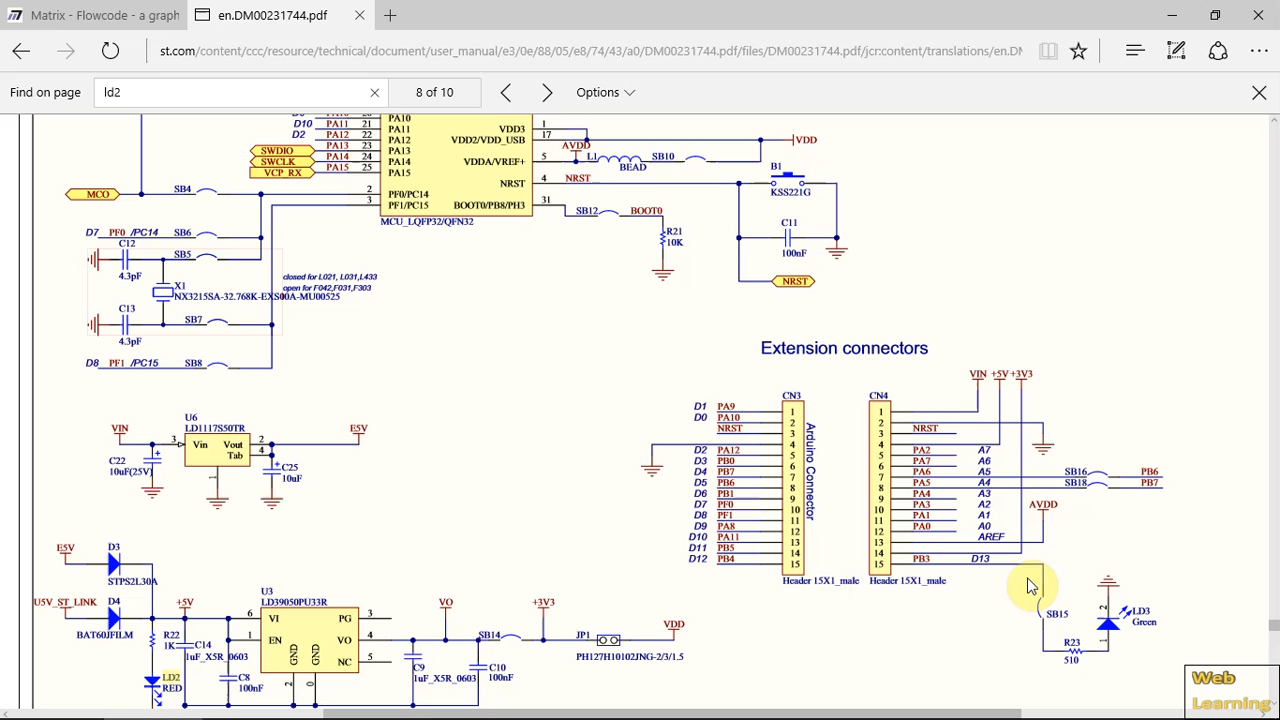 Matrix - Flowcode - a graph
en.DM00231744.pdf
st.com/content/ccc/resource/technical/document/user_manual/e3/0e/88/05/e8/74/43/a0/DM00231744.pdf/files/DM00231744.pdf/jcr:content/translations/en.DM
Find on page
ld2
8 of 10
Options
PA10
D10 PA11 21 PA11
D2 PA12 22 PA12
SWDIO PA13 23 PA13
SWCLK PA14 24 PA14
VCP_RX PA15 25 PA15
MCO SB4 2 PF0/PC14
3 PF1/PC15
MCU_LQFP32/QFN32
VDD3 1
VDD2/VDD_USB 17 VDD
AVDD
VDDA/VREF+ 5 L1 BEAD SB10
NRST 4 NRST
BOOT0/PB8/PH3 31 SB12 BOOT0
R21
10K
B1
KSS221G
C11
100nF
NRST
D7 PF0 /PC14 SB6
C12
4.3pF
SB5
X1
NX3215SA-32.768K-EXS00A-MU00525
closed for L021, L031,L433
open for F042,F031,F303
C13
4.3pF
SB7
D8 PF1 /PC15 SB8
U6
LD1117S50TR
VIN 3 Vin Vout 2 E5V
Tab 4
1
C22
10uF(25V)
C25
10uF
Extension connectors
VIN +5V +3V3
CN3
D1 PA9 1
D0 PA10 2
NRST 3
4
D2 PA12 5
D3 PB0 6
D4 PB7 7
D5 PB6 8
D6 PB1 9
D7 PF0 10
D8 PF1 11
D9 PA8 12
D10 PA11 13
D11 PB5 14
D12 PB4 15
Header 15X1_male
Arduino Connector
CN4
1
2
3 NRST
4
5 PA2 A7
6 PA7 A6
7 PA6 A5 SB16 PB6
8 PA5 A4 SB18 PB7
9 PA4 A3
10 PA3 A2
11 PA1 A1
12 PA0 A0
13 AREF
14
15 PB3 D13
Header 15X1_male
AVDD
SB15
R23
510
LD3
Green
2
1
E5V D3
STPS2L30A
U5V_ST_LINK D4
BAT60JFILM
+5V
R22
1K
C14
1uF_X5R_0603
LD2
RED
C8
100nF
U3
LD39050PU33R
6 VI PG 3
1 EN VO 4
NC 5
GND GND
2 0
VO
C9
1uF_X5R_0603
SB14
C10
100nF
+3V3
JP1
PH127H10102JNG-2/3/1.5
VDD
Web
Learning